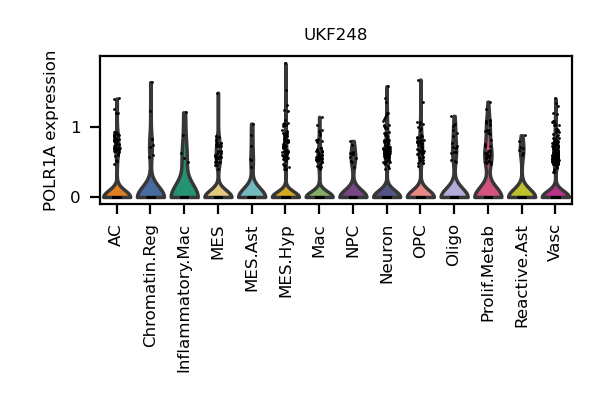 UKF248
POLR1A expression
1
0
AC
Chromatin.Reg
Inflammatory.Mac
MES
MES.Ast
MES.Hyp
Mac
NPC
Neuron
OPC
Oligo
Prolif.Metab
Reactive.Ast
Vasc